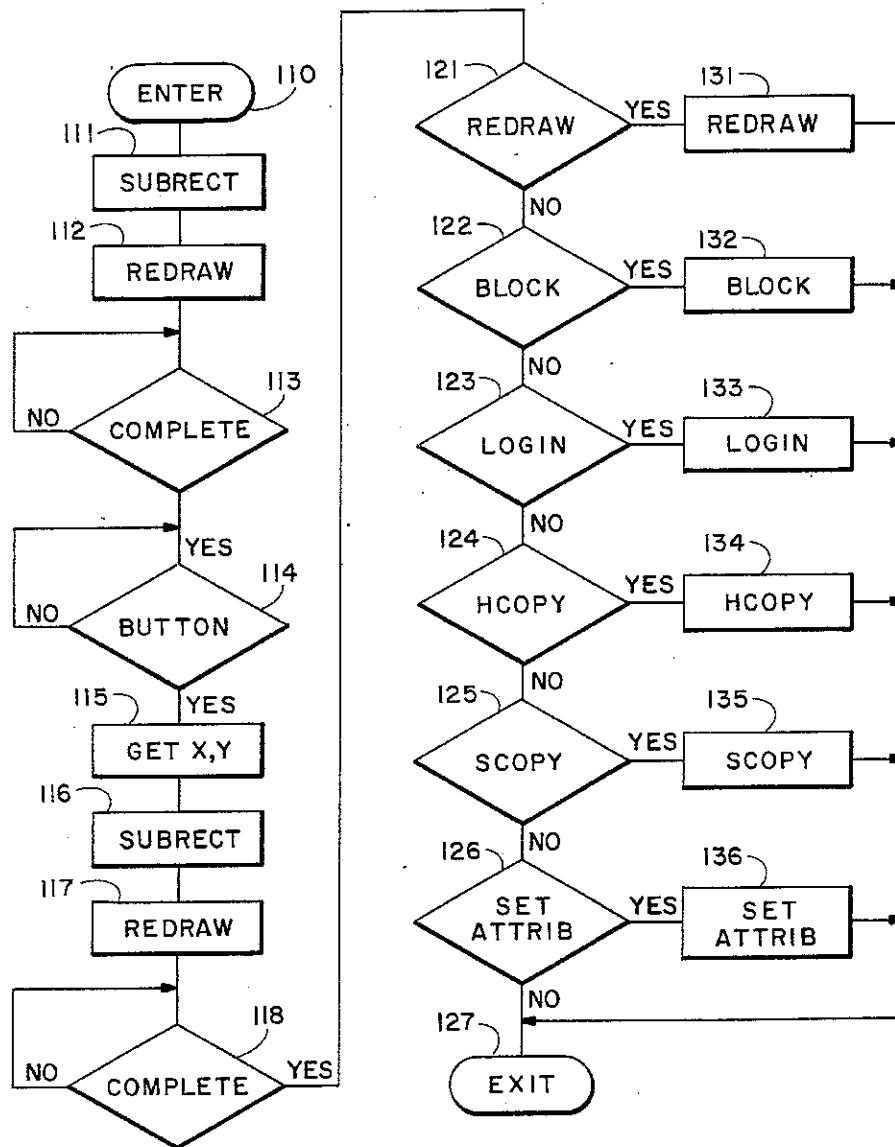 110
ENTER
111
SUBRECT
112
REDRAW
113
NO
COMPLETE
YES
114
NO
BUTTON
YES
115
GET X,Y
116
SUBRECT
117
REDRAW
118
NO
COMPLETE
YES
121
REDRAW
YES
131
REDRAW
NO
122
BLOCK
YES
132
BLOCK
NO
123
LOGIN
YES
133
LOGIN
NO
124
HCOPY
YES
134
HCOPY
NO
125
SCOPY
YES
135
SCOPY
NO
126
SET
ATTRIB
YES
136
SET
ATTRIB
NO
127
EXIT